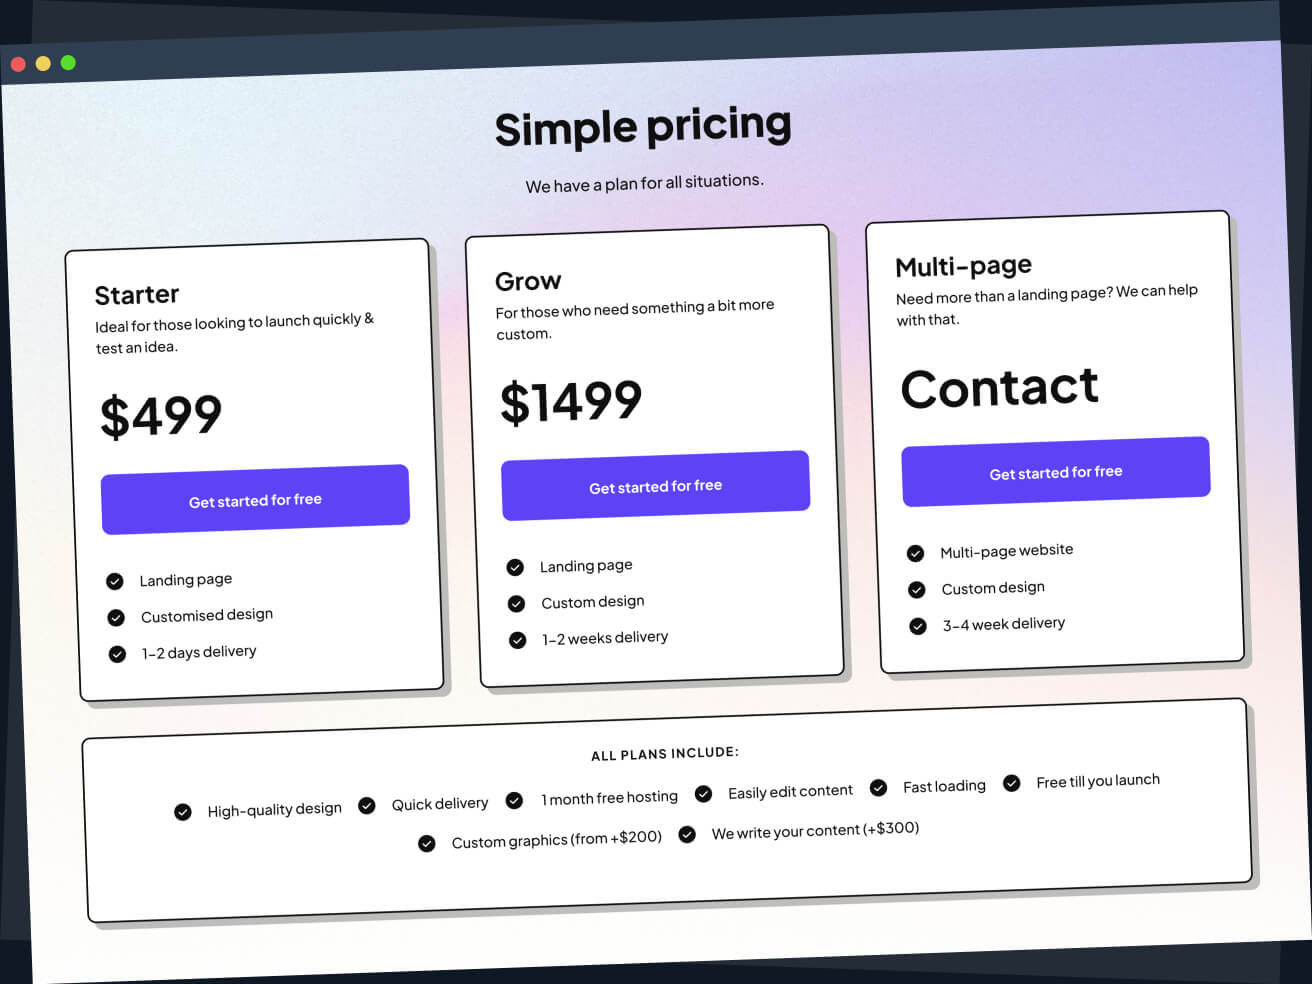 Simple pricing
We have a plan for all situations.
Starter
Ideal for those looking to launch quickly &
test an idea.
$499
Get started for free
Landing page
Customised design
1-2 days delivery
Grow
For those who need something a bit more
custom.
$1499
Get started for free
Landing page
Custom design
1-2 weeks delivery
Multi-page
Need more than a landing page? We can help
with that.
Contact
Get started for free
Multi-page website
Custom design
3-4 week delivery
ALL PLANS INCLUDE:
High-quality design Quick delivery 1 month free hosting Easily edit content Fast loading Free till you launch
Custom graphics (from +$200) We write your content (+$300)